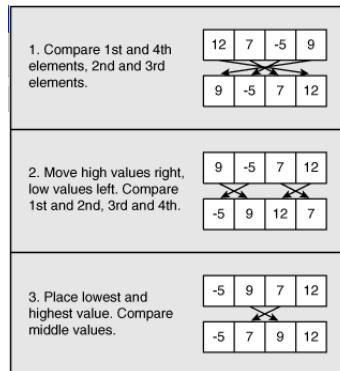 1. Compare 1st and 4th
elements, 2nd and 3rd
elements.
12 7 -5 9
9 -5 7 12
2. Move high values right,
low values left. Compare
1st and 2nd, 3rd and 4th.
9 -5 7 12
-5 9 12 7
3. Place lowest and
highest value. Compare
middle values.
-5 9 7 12
-5 7 9 12